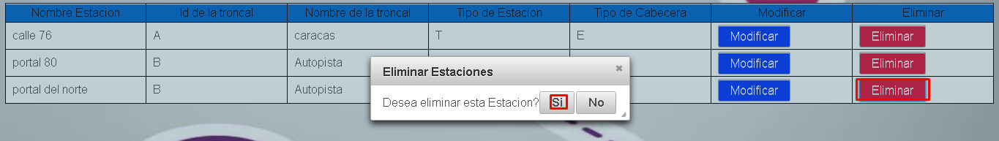 Nombre Estacion Id de la troncal Nombre de la troncal Tipo de Estacion Tipo de Cabecera Modificar Eliminar
calle 76 A caracas T E Modificar Eliminar
portal 80 B Autopista Modificar Eliminar
Eliminar Estaciones ×
portal del norte B Autopista Modificar Eliminar
Desea eliminar esta Estacion? Si No